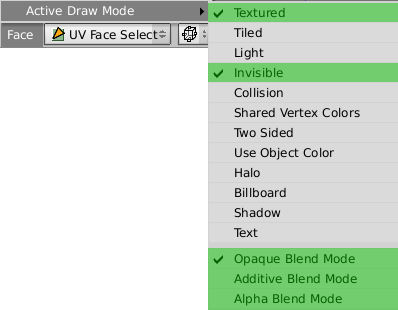 Active Draw Mode
Face UV Face Select
Textured
Tiled
Light
Invisible
Collision
Shared Vertex Colors
Two Sided
Use Object Color
Halo
Billboard
Shadow
Text
Opaque Blend Mode
Additive Blend Mode
Alpha Blend Mode